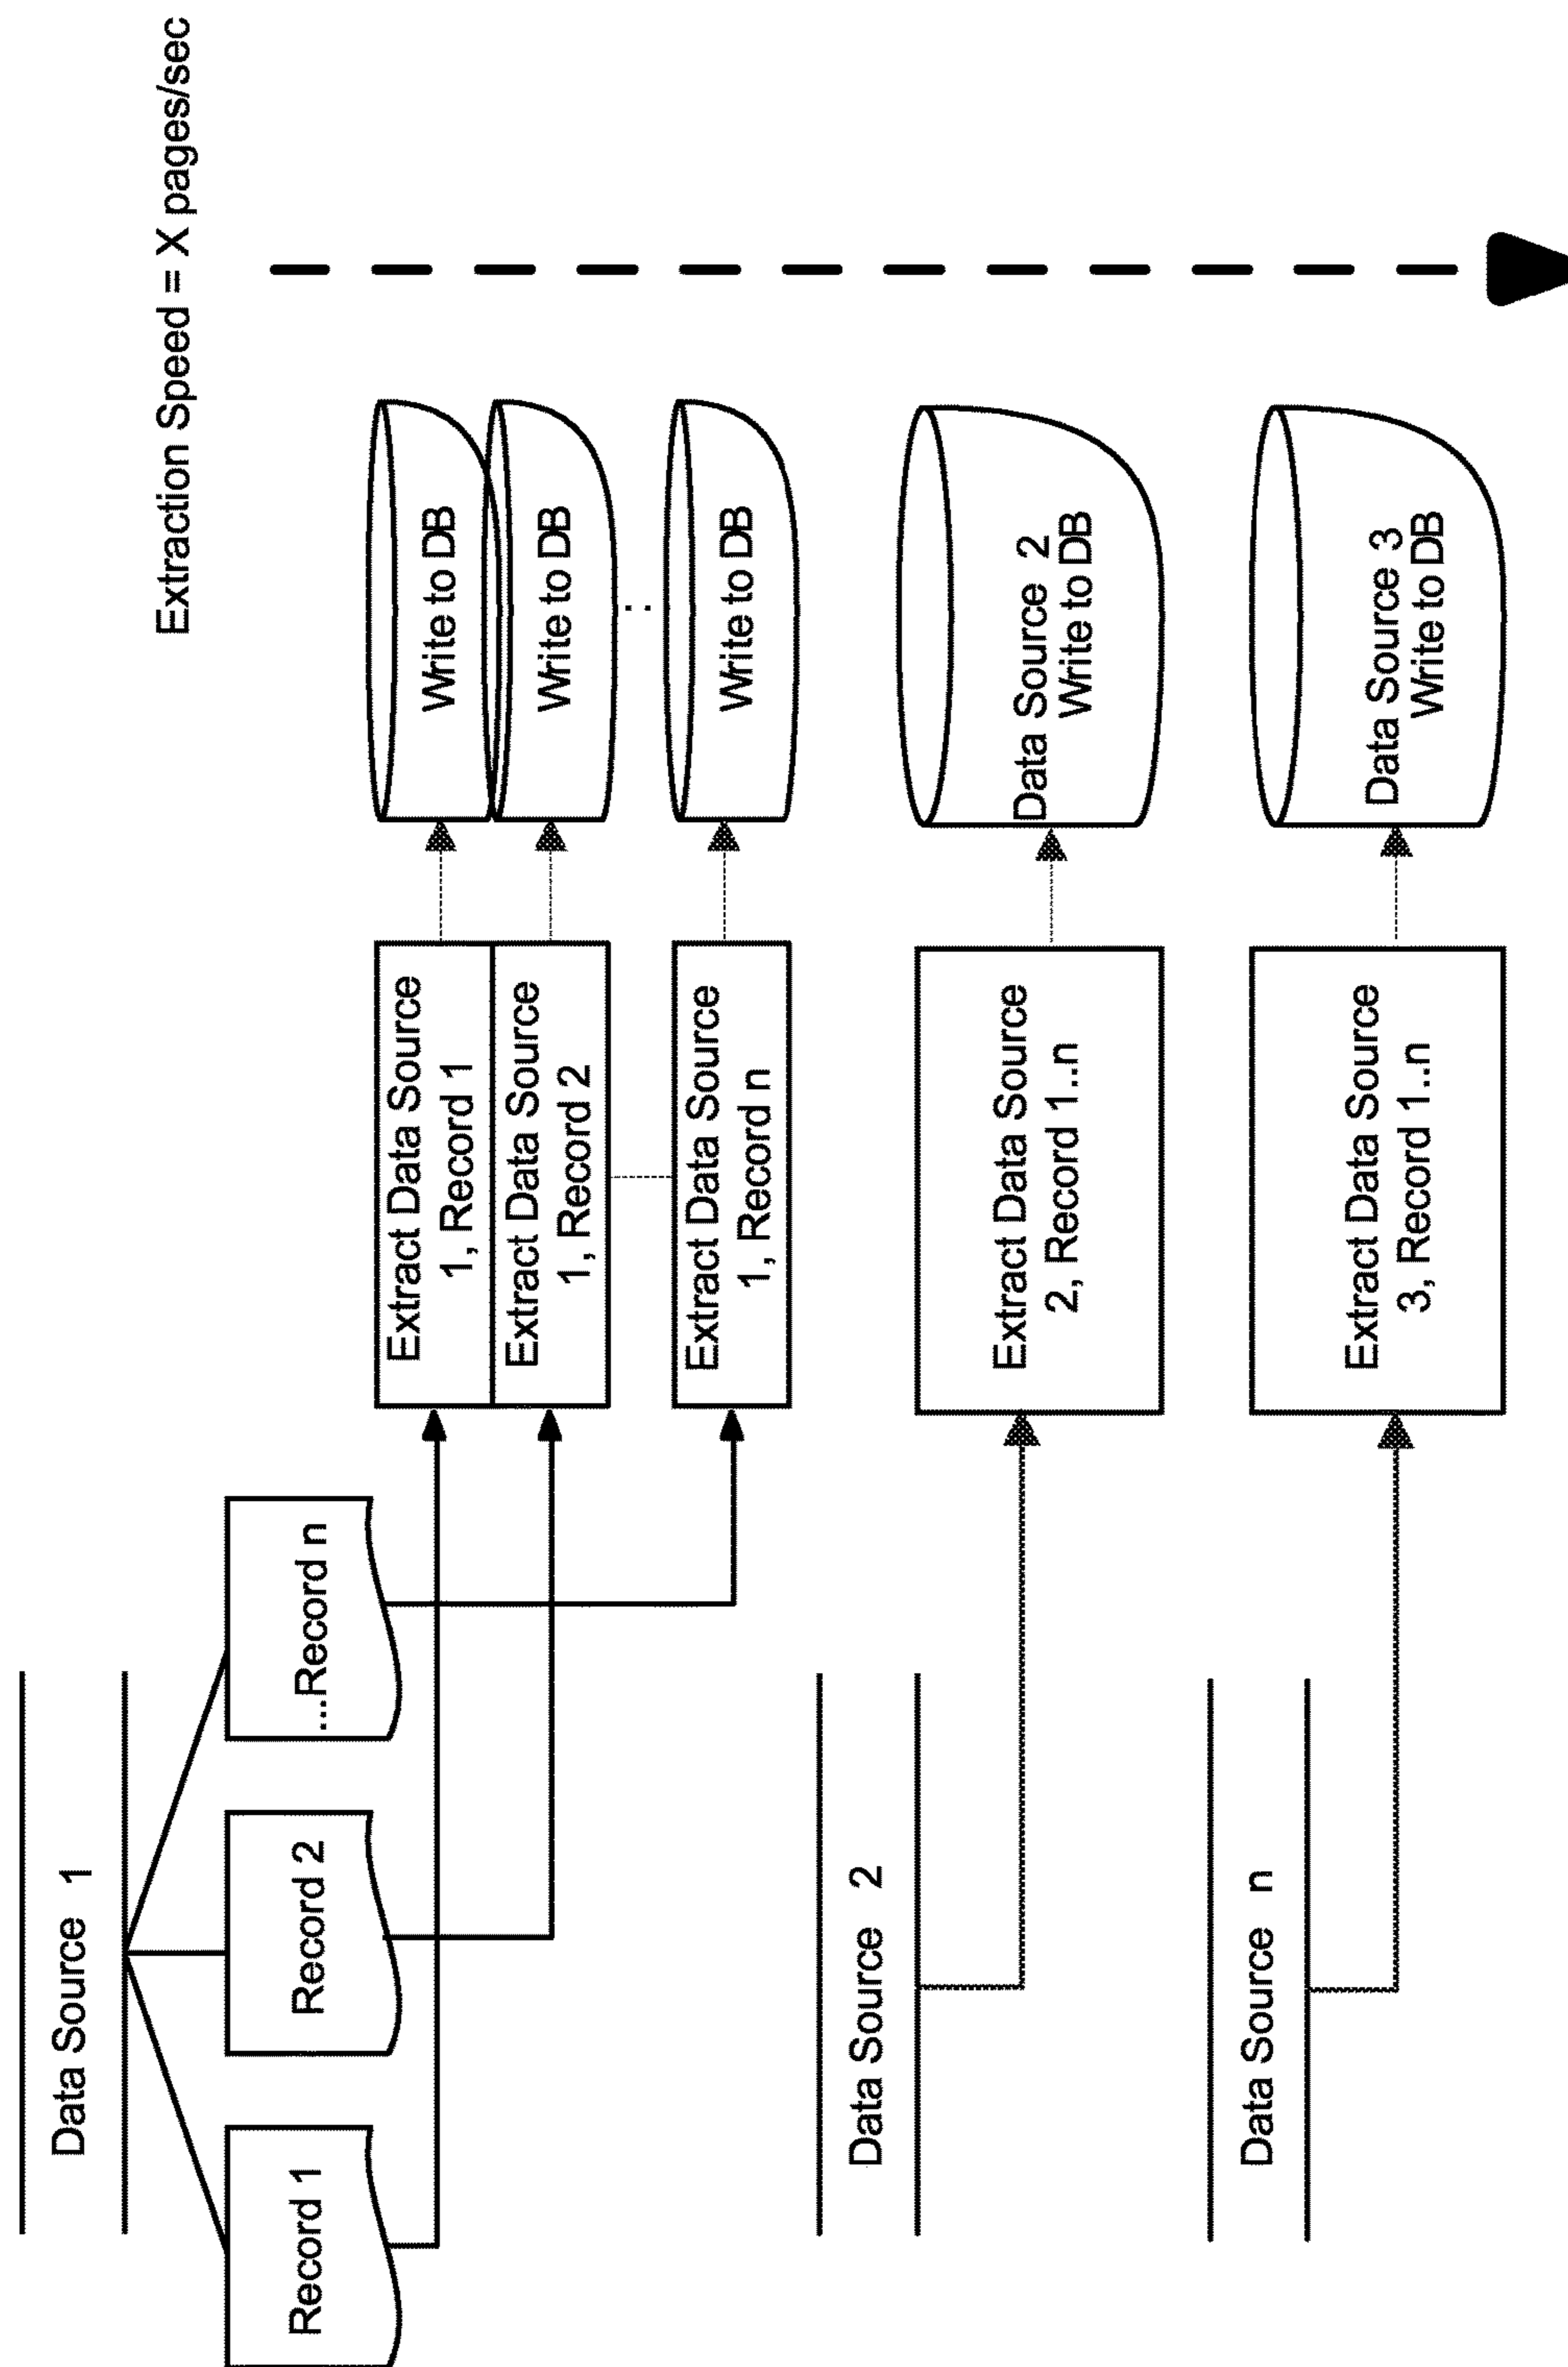 Extraction Speed = X pages/sec
Data Source 1
Record 1
Record 2
...Record n
Extract Data Source
1, Record 1
Write to DB
Extract Data Source
1, Record 2
Write to DB
..
Extract Data Source
1, Record n
Write to DB
Data Source 2
Extract Data Source
2, Record 1..n
Data Source 2
Write to DB
Data Source n
Extract Data Source
3, Record 1..n
Data Source 3
Write to DB